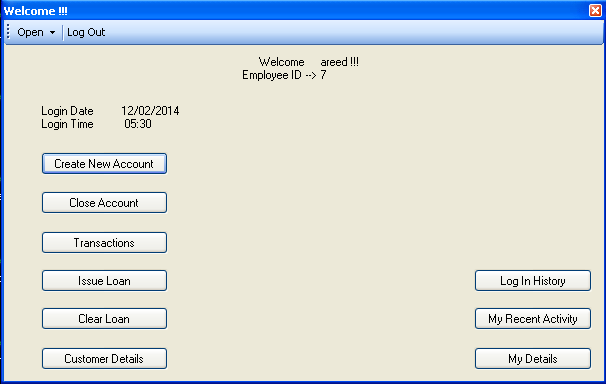 Welcome !!!
Open Log Out
Welcome areed !!!
Employee ID --> 7
Login Date 12/02/2014
Login Time 05:30
Create New Account
Close Account
Transactions
Issue Loan Log In History
Clear Loan My Recent Activity
Customer Details My Details